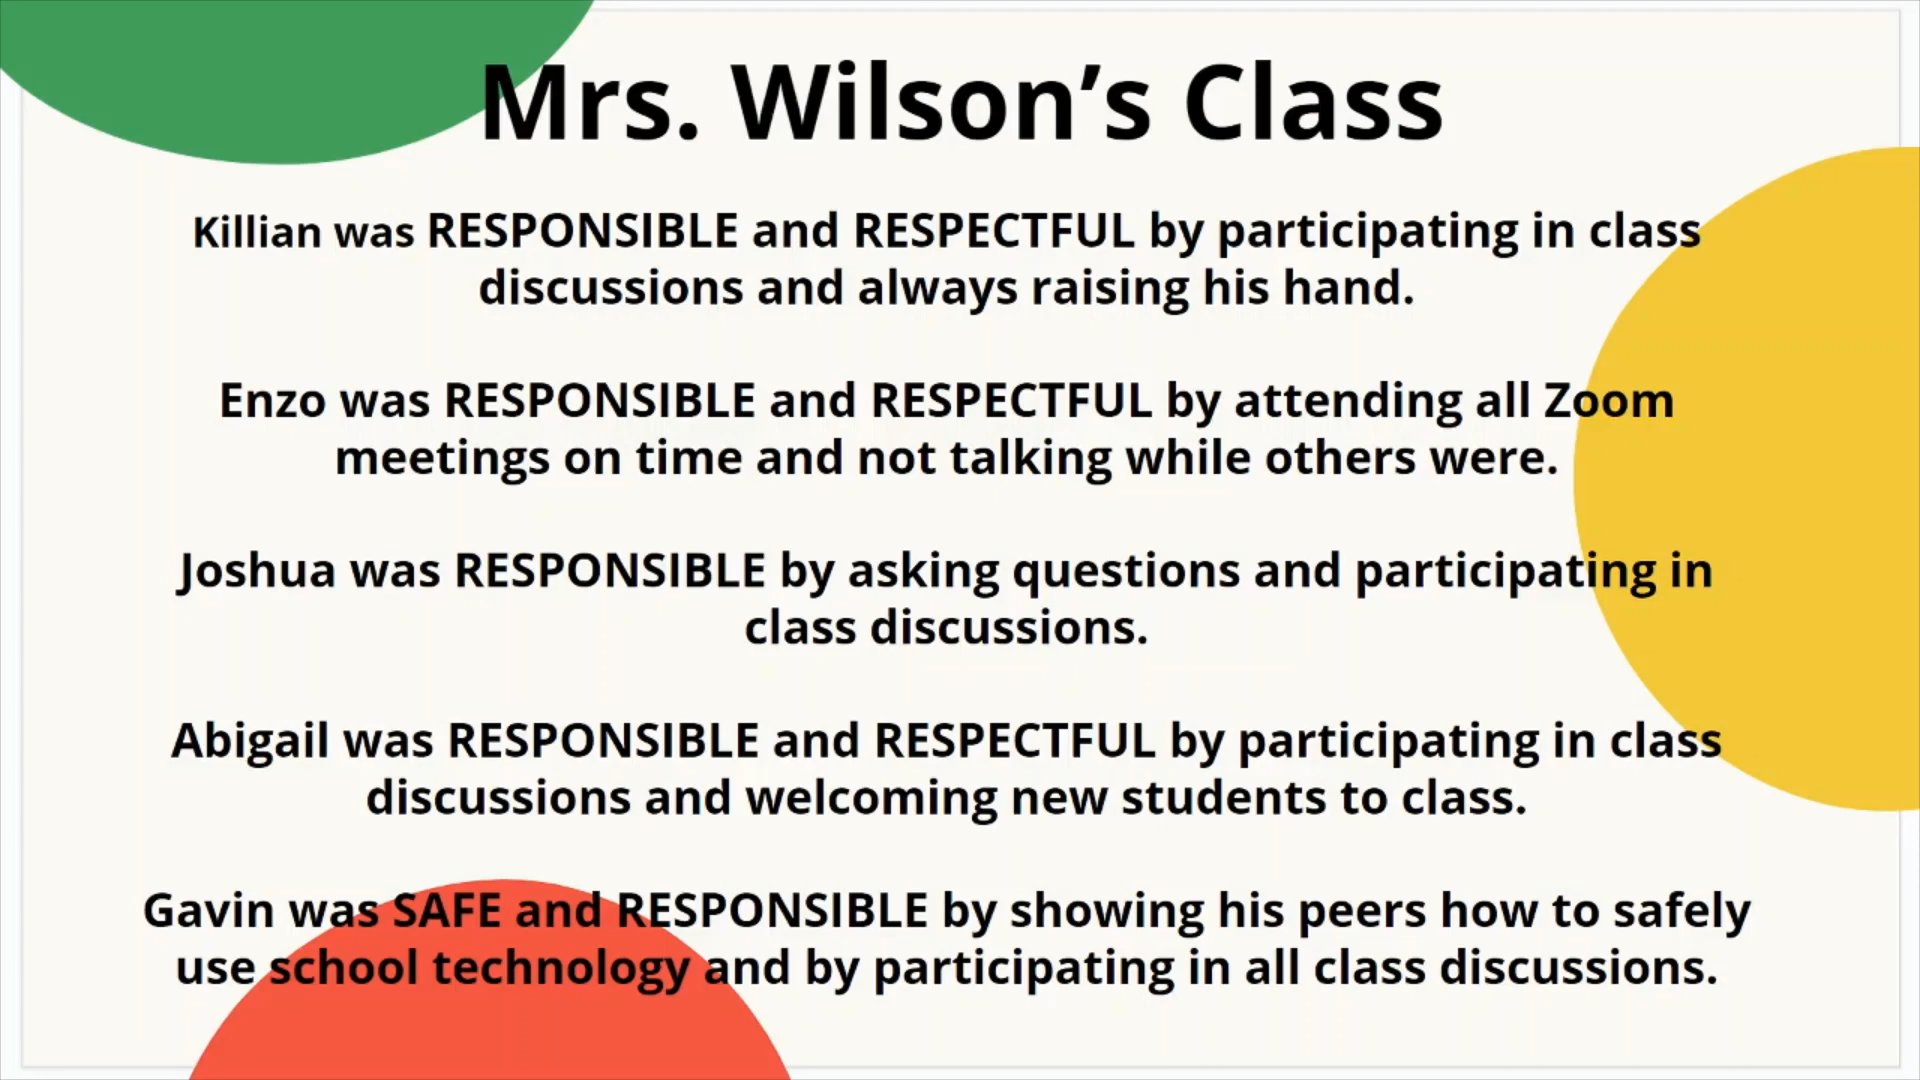 Mrs. Wilson’s Class
Killian was RESPONSIBLE and RESPECTFUL by participating in class
discussions and always raising his hand.
Enzo was RESPONSIBLE and RESPECTFUL by attending all Zoom
meetings on time and not talking while others were.
Joshua was RESPONSIBLE by asking questions and participating in
class discussions.
Abigail was RESPONSIBLE and RESPECTFUL by participating in class
discussions and welcoming new students to class.
Gavin was SAFE and RESPONSIBLE by showing his peers how to safely
use school technology and by participating in all class discussions.